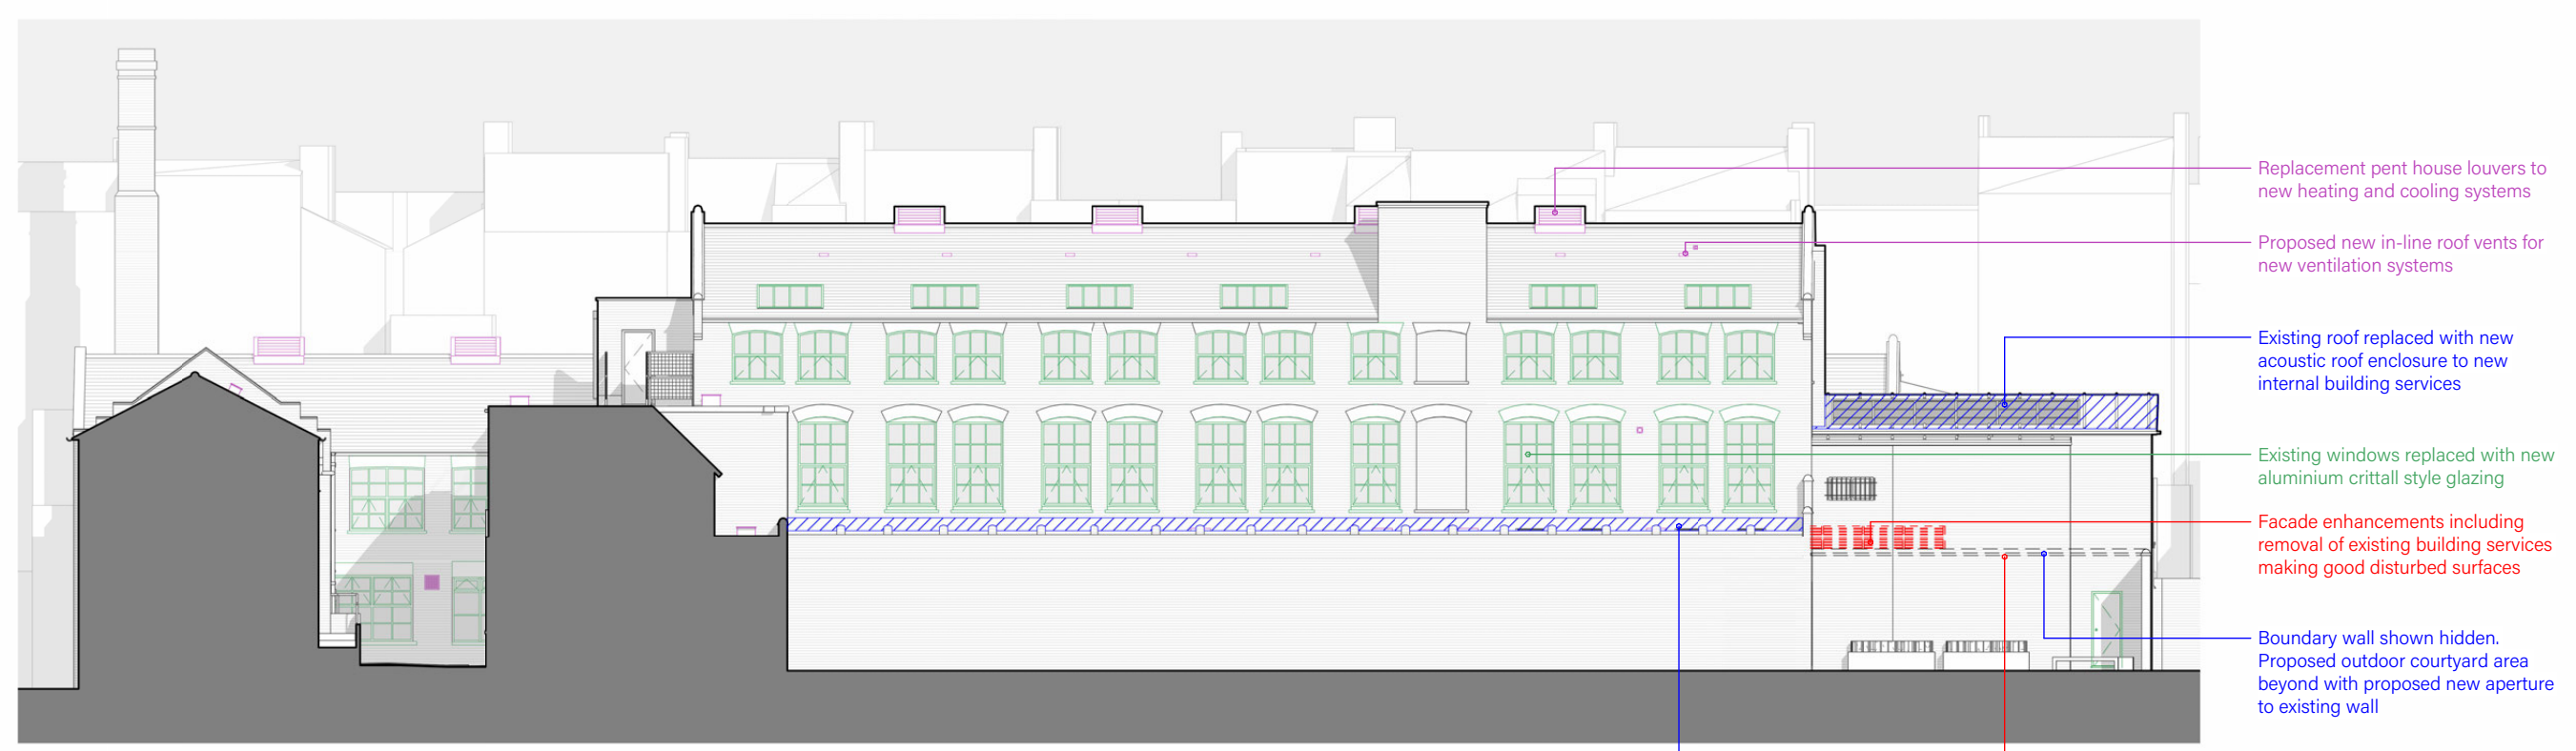 Replacement pent house louvers to
new heating and cooling systems
Proposed new in-line roof vents for
new ventilation systems
Existing roof replaced with new
acoustic roof enclosure to new
internal building services
Existing windows replaced with new
aluminium crittall style glazing
Facade enhancements including
removal of existing building services
making good disturbed surfaces
Boundary wall shown hidden.
Proposed outdoor courtyard area
beyond with proposed new aperture
to existing wall